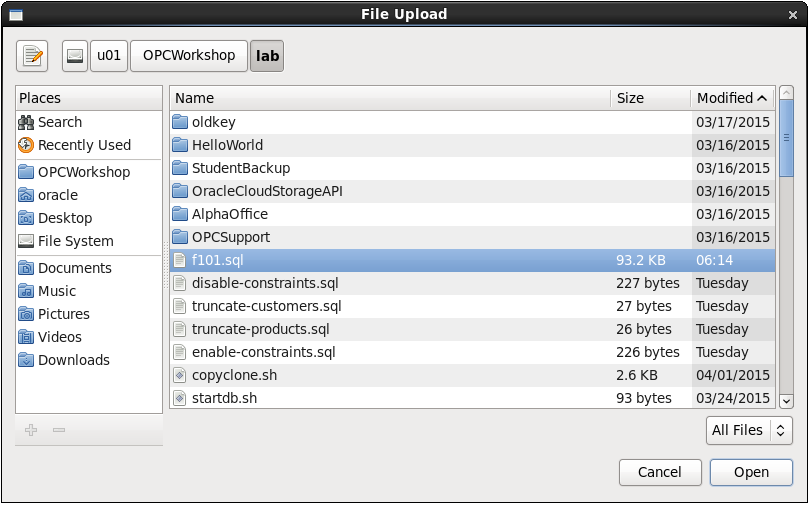 File Upload
u01 OPCWorkshop lab
Places
Search
Recently Used
OPCWorkshop
oracle
Desktop
File System
Documents
Music
Pictures
Videos
Downloads
Name Size Modified
oldkey 03/17/2015
HelloWorld 03/16/2015
StudentBackup 03/16/2015
OracleCloudStorageAPI 03/16/2015
AlphaOffice 03/16/2015
OPCSupport 03/16/2015
f101.sql 93.2 KB 06:14
disable-constraints.sql 227 bytes Tuesday
truncate-customers.sql 27 bytes Tuesday
truncate-products.sql 26 bytes Tuesday
enable-constraints.sql 226 bytes Tuesday
copyclone.sh 2.6 KB 04/01/2015
startdb.sh 93 bytes 03/24/2015
All Files
Cancel Open